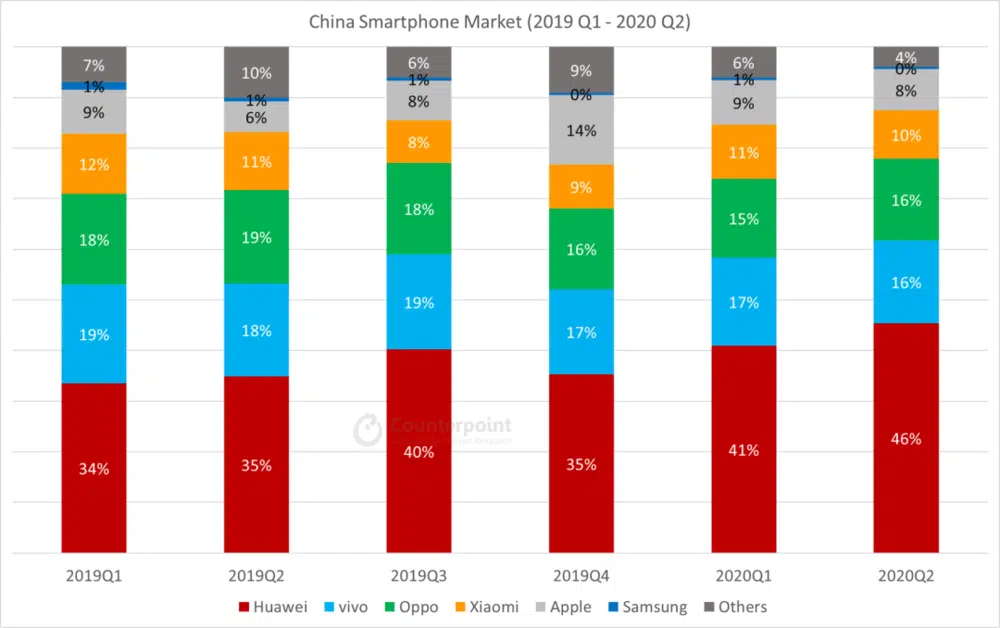 China Smartphone Market (2019 Q1 - 2020 Q2)
7% 10% 6% 9% 6% 4%
1% 1% 1% 0% 1% 0%
9% 6% 8% 14% 9% 8%
12% 11% 8% 9% 11% 10%
18% 19% 18% 16% 15% 16%
19% 18% 19% 17% 17% 16%
34% 35% 40% 35% 41% 46%
Counterpoint
2019Q1 2019Q2 2019Q3 2019Q4 2020Q1 2020Q2
Huawei vivo Oppo Xiaomi Apple Samsung Others